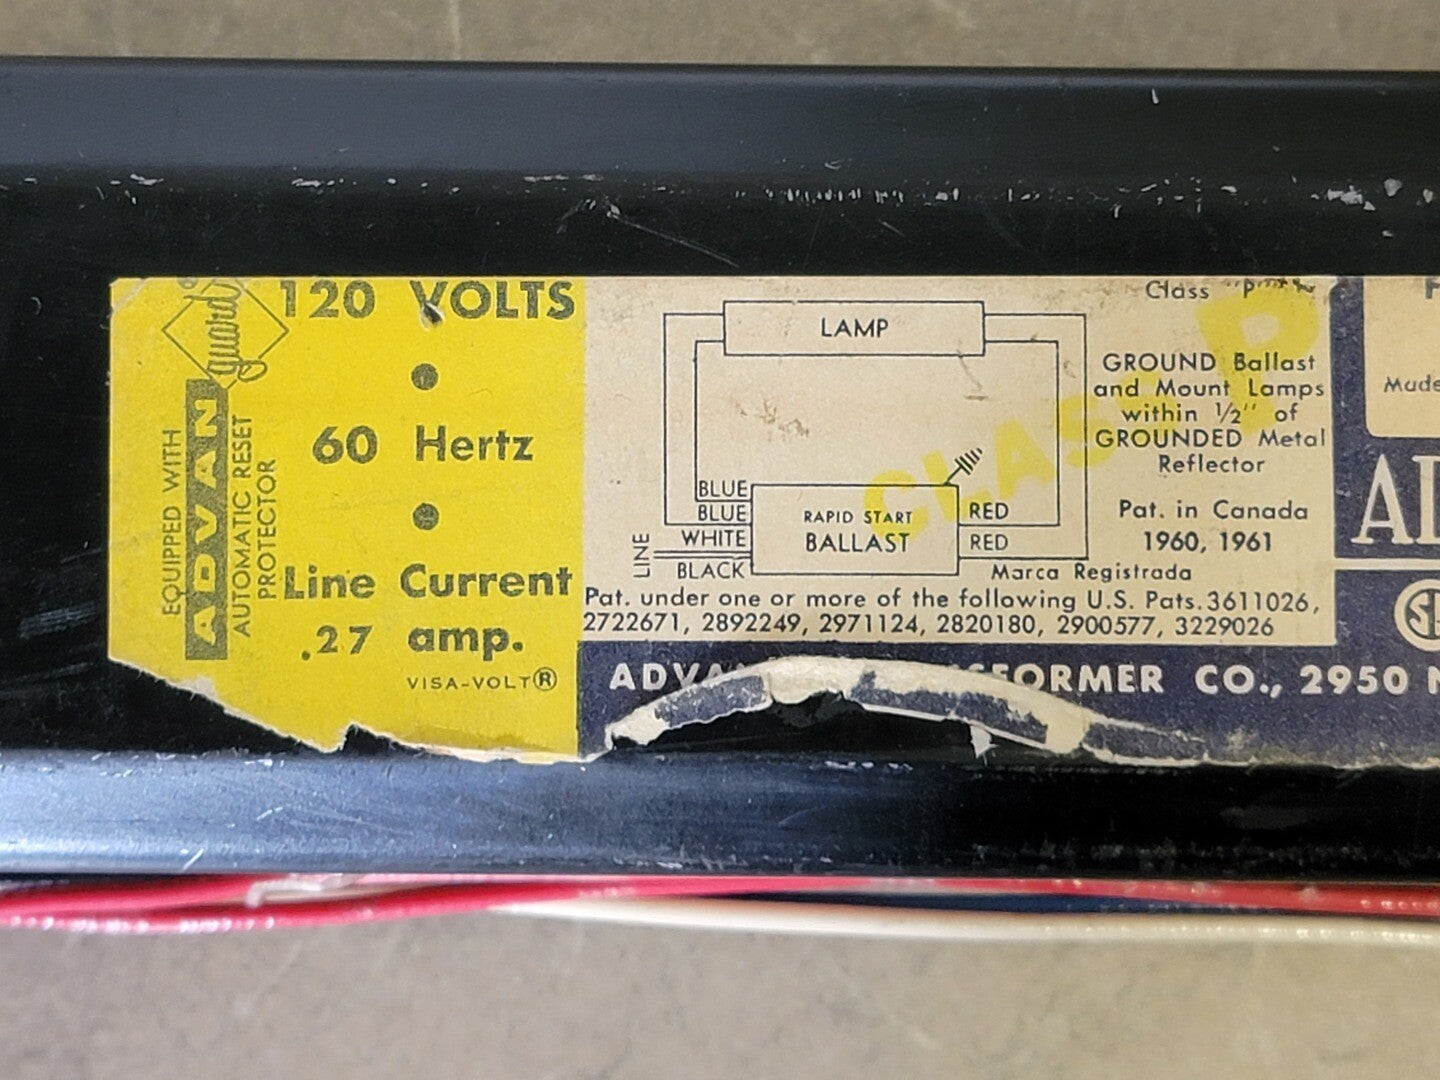 guard
EQUIPPED WITH
ADVAN
AUTOMATIC RESET
PROTECTOR
120 VOLTS
60 Hertz
Line Current
.27 amp.
VISA-VOLT®
LAMP
BLUE
BLUE
WHITE
BLACK
LINE
RAPID START
BALLAST
RED
RED
Class "P"
CLASS P
GROUND Ballast
and Mount Lamps
within 1/2" of
GROUNDED Metal
Reflector
Pat. in Canada
1960, 1961
Marca Registrada
Pat. under one or more of the following U.S. Pats. 3611026,
2722671, 2892249, 2971124, 2820180, 2900577, 3229026
CO., 2950